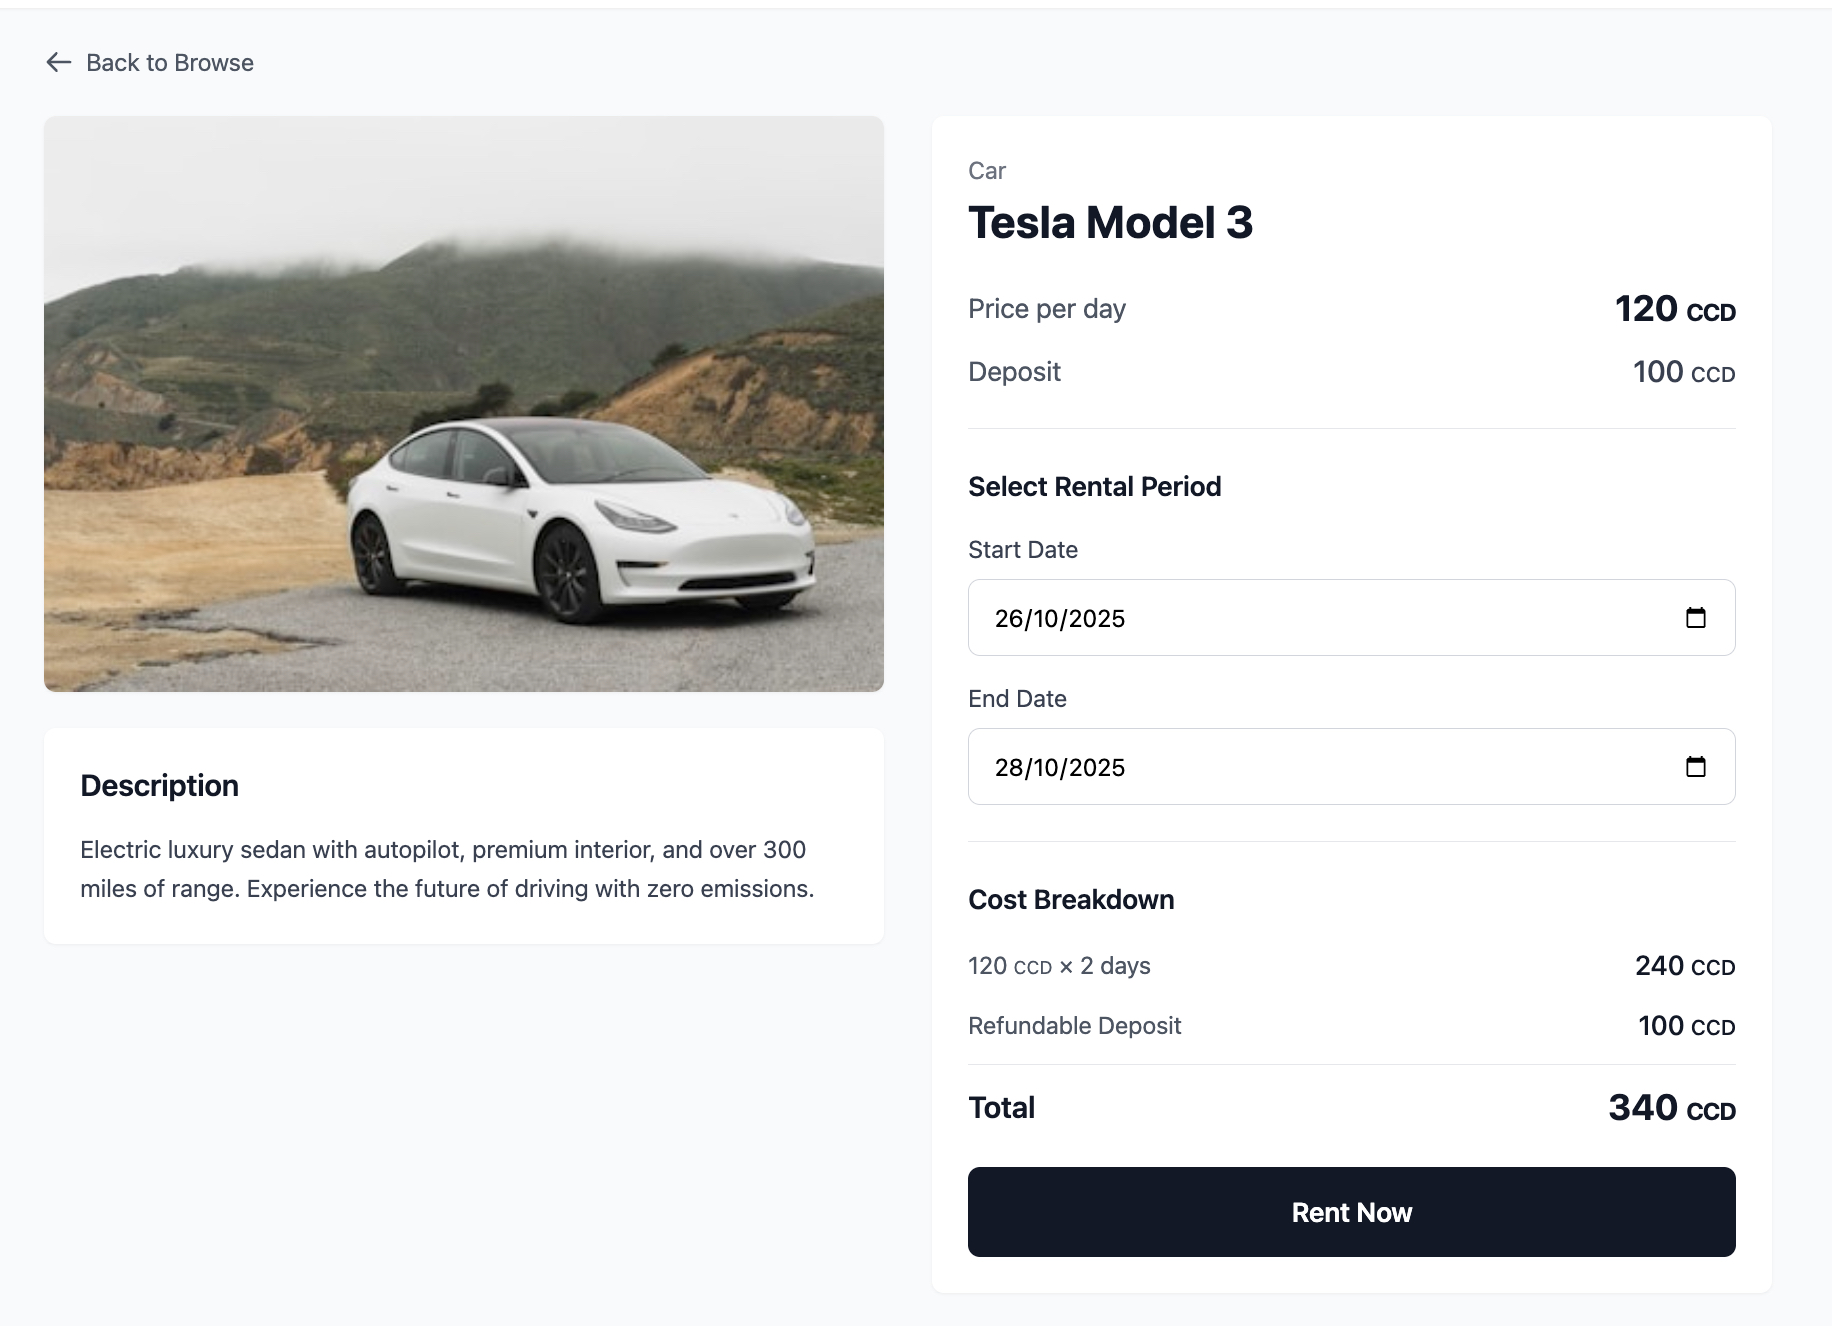 Back to Browse
Car
Tesla Model 3
Price per day 120 CCD
Deposit 100 CCD
Select Rental Period
Start Date
26/10/2025
End Date
28/10/2025
Cost Breakdown
120 CCD × 2 days 240 CCD
Refundable Deposit 100 CCD
Total 340 CCD
Rent Now
Description
Electric luxury sedan with autopilot, premium interior, and over 300
miles of range. Experience the future of driving with zero emissions.